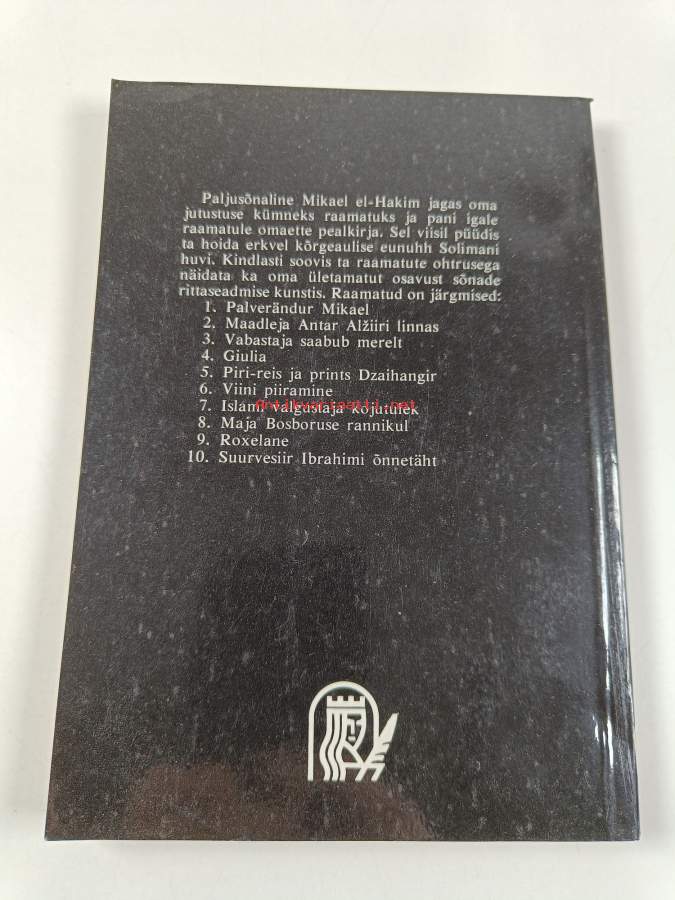 Paljusõnaline Mikael el-Hakim jagas oma
jutustuse kümneks raamatuks ja pani igale
raamatule omaette pealkirja. Sel viisil püüdis
ta hoida erkvel kõrgeaulise eunuhh Solimani
huvi. Kindlasti soovis ta raamatute ohtrusega
näidata ka oma ületamatut osavust sõnade
rittaseadmise kunstis. Raamatud on järgmised:
1. Palverändur Mikael
2. Maadleja Antar Alžiiri linnas
3. Vabastaja saabub merelt
4. Giulia
5. Piri-reis ja prints Dzaihangir
6. Viini piiramine
antikvariaatti.net
7. Islami valgustaja kojutulek
8. Maja Bosboruse rannikul
9. Roxelane
10. Suurvesiir Ibrahimi õnnetäht